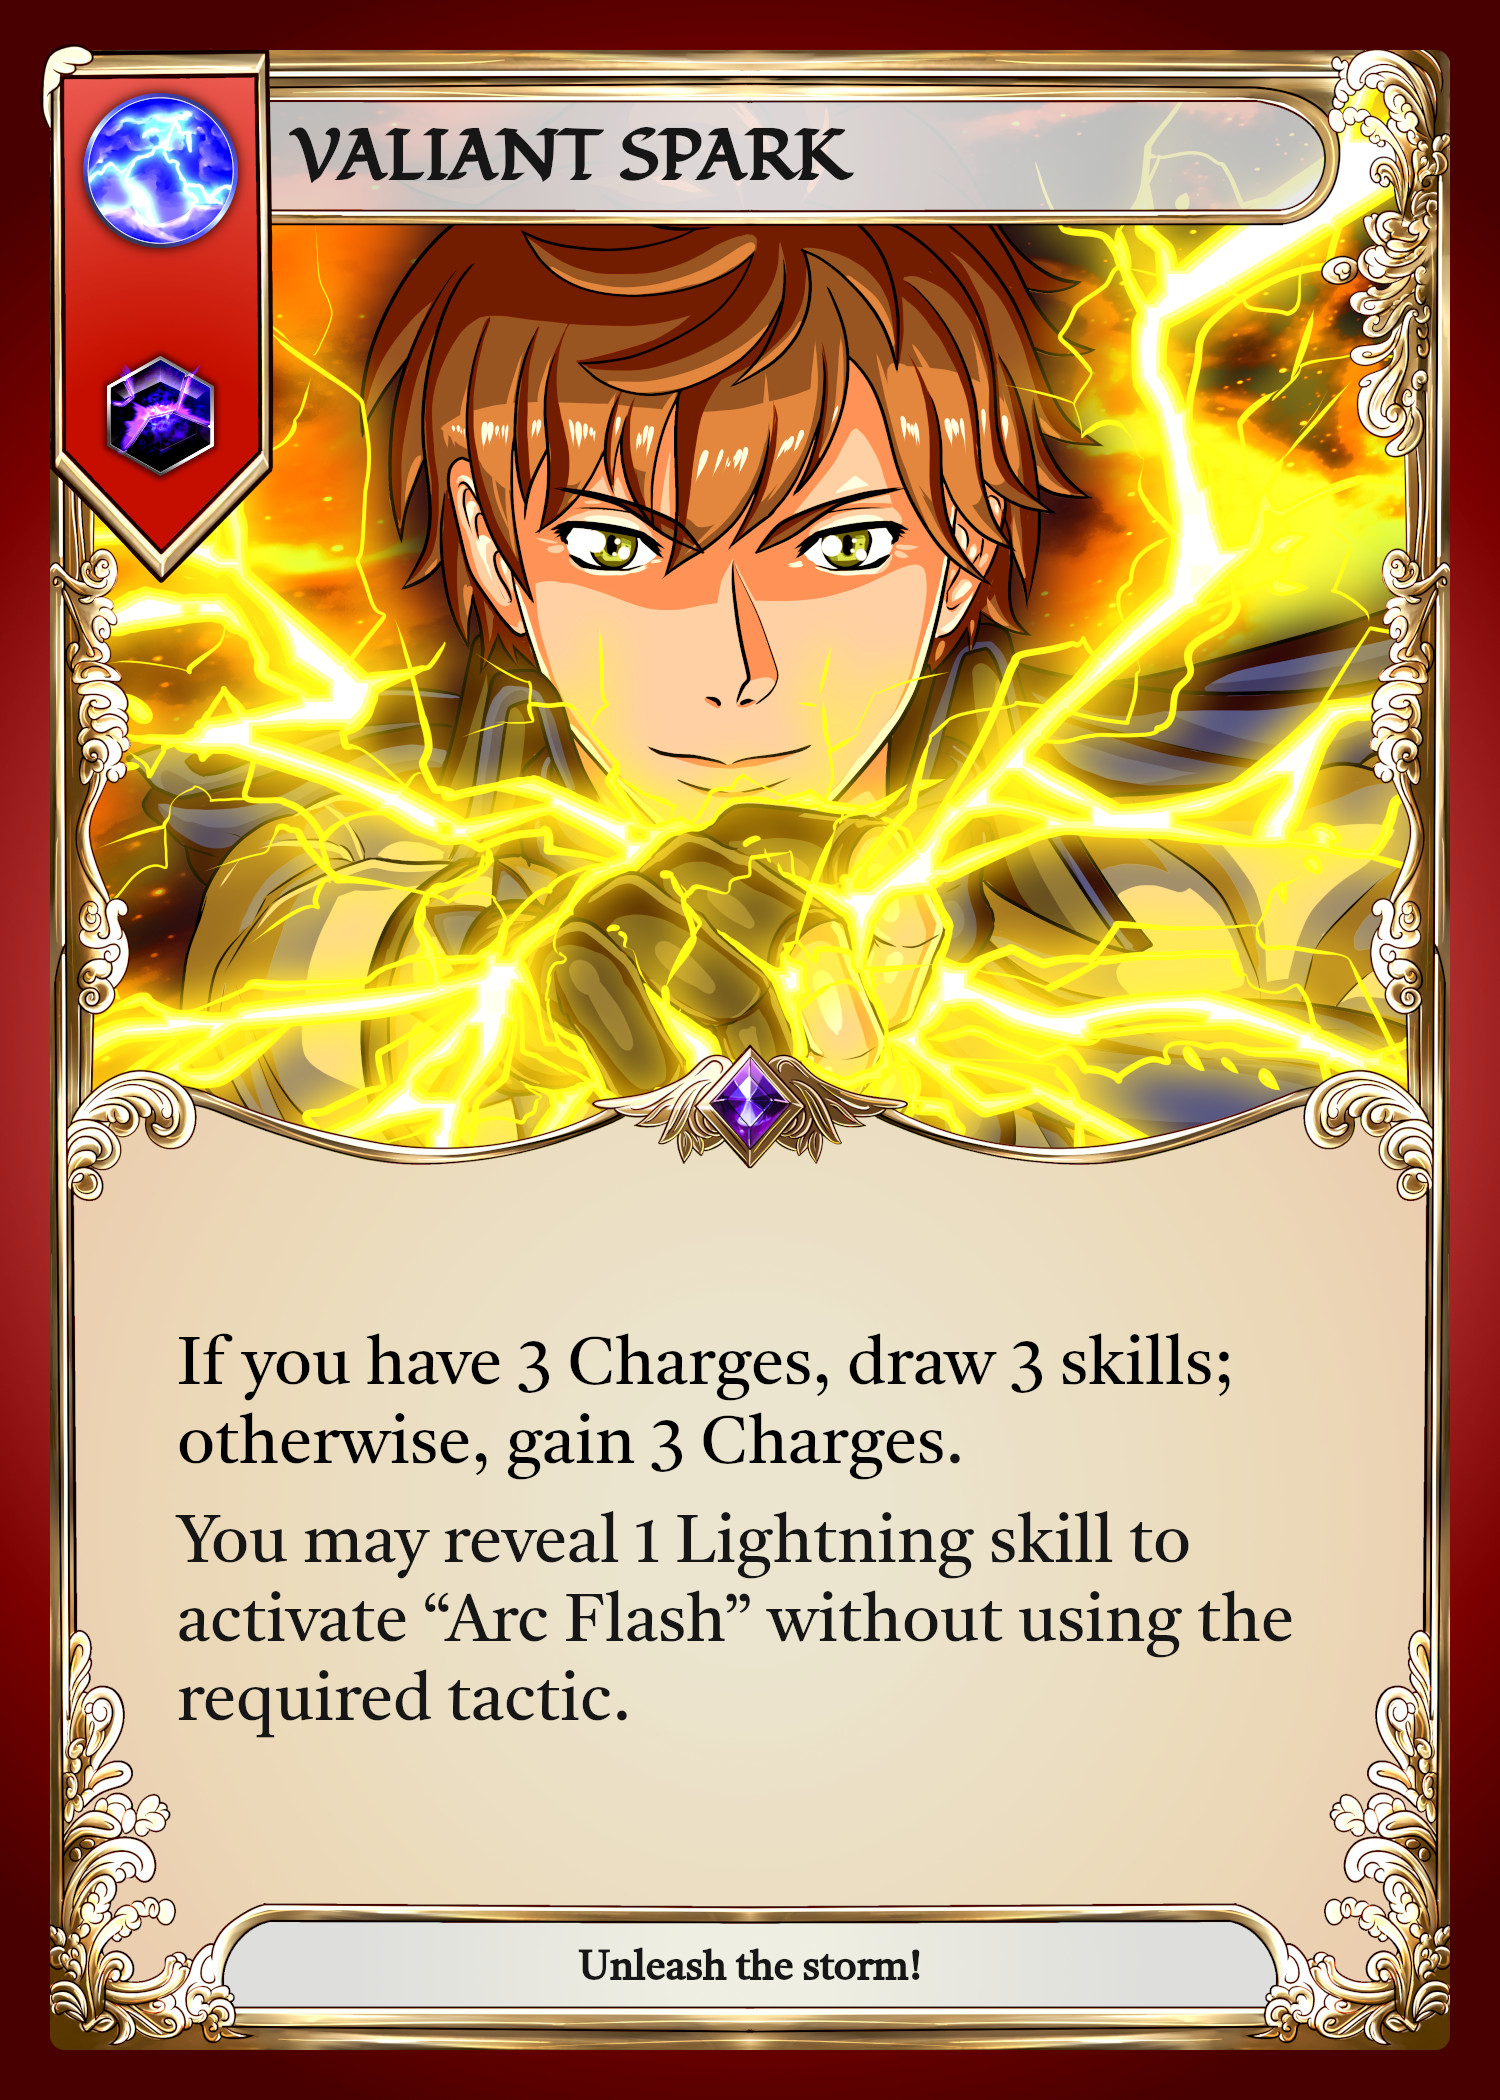 VALIANT SPARK
If you have 3 Charges, draw 3 skills;
otherwise, gain 3 Charges.
You may reveal 1 Lightning skill to
activate “Arc Flash” without using the
required tactic.
Unleash the storm!